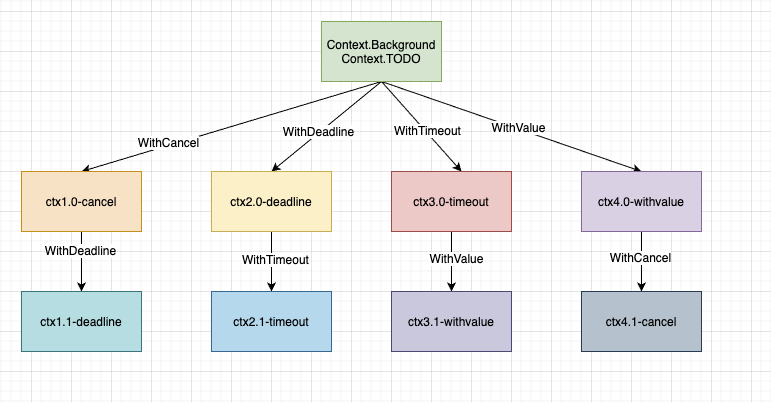 Context.Background
Context.TODO
WithCancel
WithDeadline
WithTimeout
WithValue
ctx1.0-cancel
ctx2.0-deadline
ctx3.0-timeout
ctx4.0-withvalue
WithDeadline
WithTimeout
WithValue
WithCancel
ctx1.1-deadline
ctx2.1-timeout
ctx3.1-withvalue
ctx4.1-cancel